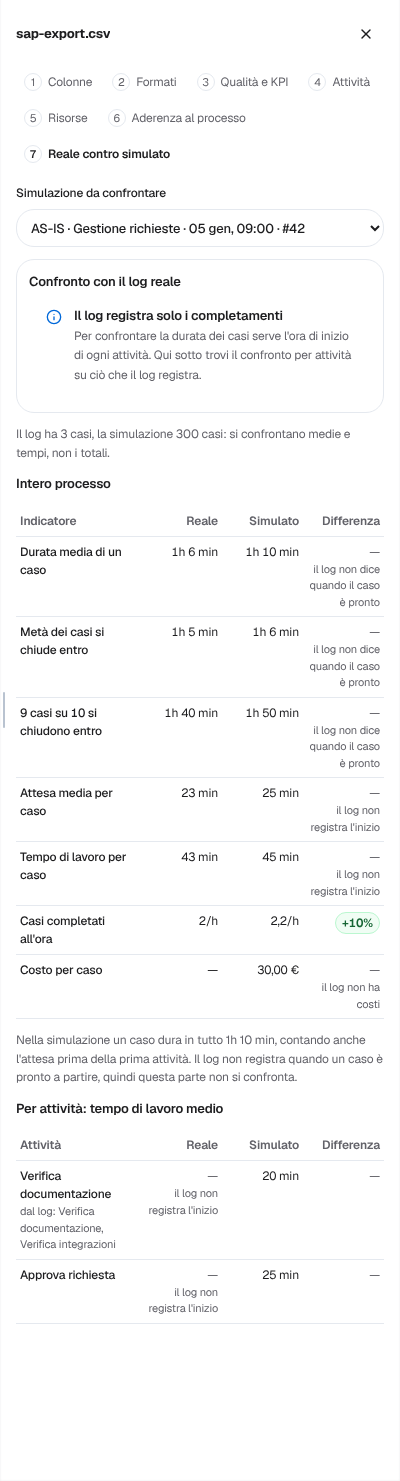 sap-export.csv
1 Colonne 2 Formati 3 Qualità e KPI 4 Attività
5 Risorse 6 Aderenza al processo
7 Reale contro simulato
Simulazione da confrontare
AS-IS · Gestione richieste · 05 gen, 09:00 · #42
Confronto con il log reale
Il log registra solo i completamenti
Per confrontare la durata dei casi serve l'ora di inizio
di ogni attività. Qui sotto trovi il confronto per attività
su ciò che il log registra.
Il log ha 3 casi, la simulazione 300 casi: si confrontano medie e
tempi, non i totali.
Intero processo
Indicatore Reale Simulato Differenza
Durata media di un 1h 6 min 1h 10 min —
caso il log non dice
quando il caso
è pronto
Metà dei casi si 1h 5 min 1h 6 min —
chiude entro il log non dice
quando il caso
è pronto
9 casi su 10 si 1h 40 min 1h 50 min —
chiudono entro il log non dice
quando il caso
è pronto
Attesa media per 23 min 25 min —
caso il log non
registra l'inizio
Tempo di lavoro per 43 min 45 min —
caso il log non
registra l'inizio
Casi completati 2/h 2,2/h +10%
all'ora
Costo per caso — 30,00 € —
il log non ha
costi
Nella simulazione un caso dura in tutto 1h 10 min, contando anche
l'attesa prima della prima attività. Il log non registra quando un caso è
pronto a partire, quindi questa parte non si confronta.
Per attività: tempo di lavoro medio
Attività Reale Simulato Differenza
Verifica — 20 min —
documentazione il log non
dal log: Verifica registra l'inizio
documentazione,
Verifica integrazioni
Approva richiesta — 25 min —
il log non
registra l'inizio